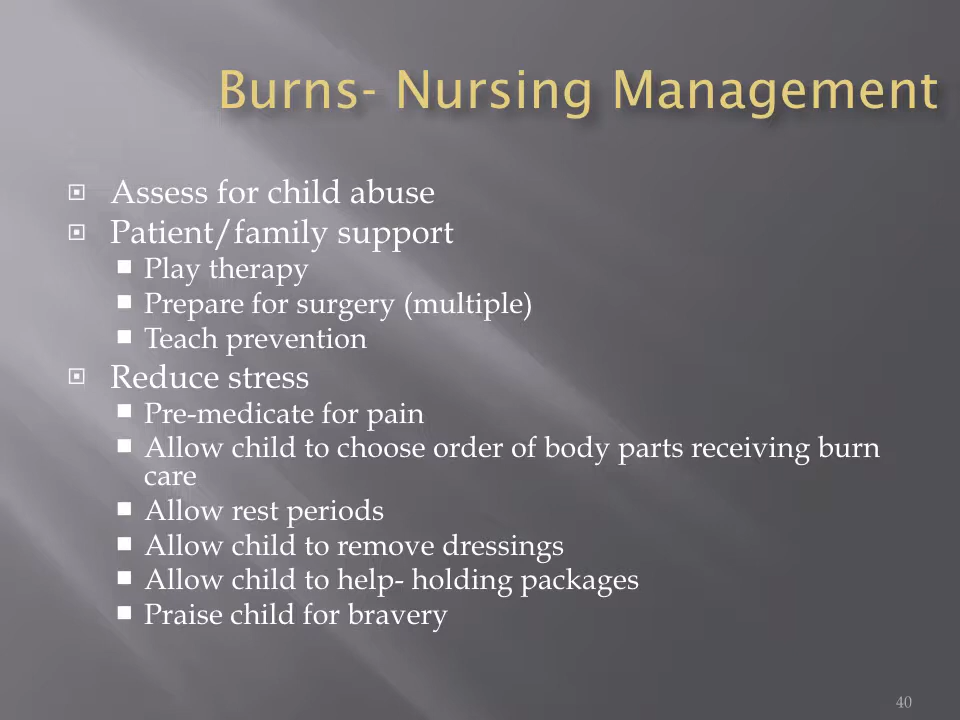 Burns- Nursing Management
Assess for child abuse
Patient/family support
Play therapy
Prepare for surgery (multiple)
Teach prevention
Reduce stress
Pre-medicate for pain
Allow child to choose order of body parts receiving burn
care
Allow rest periods
Allow child to remove dressings
Allow child to help- holding packages
Praise child for bravery
40